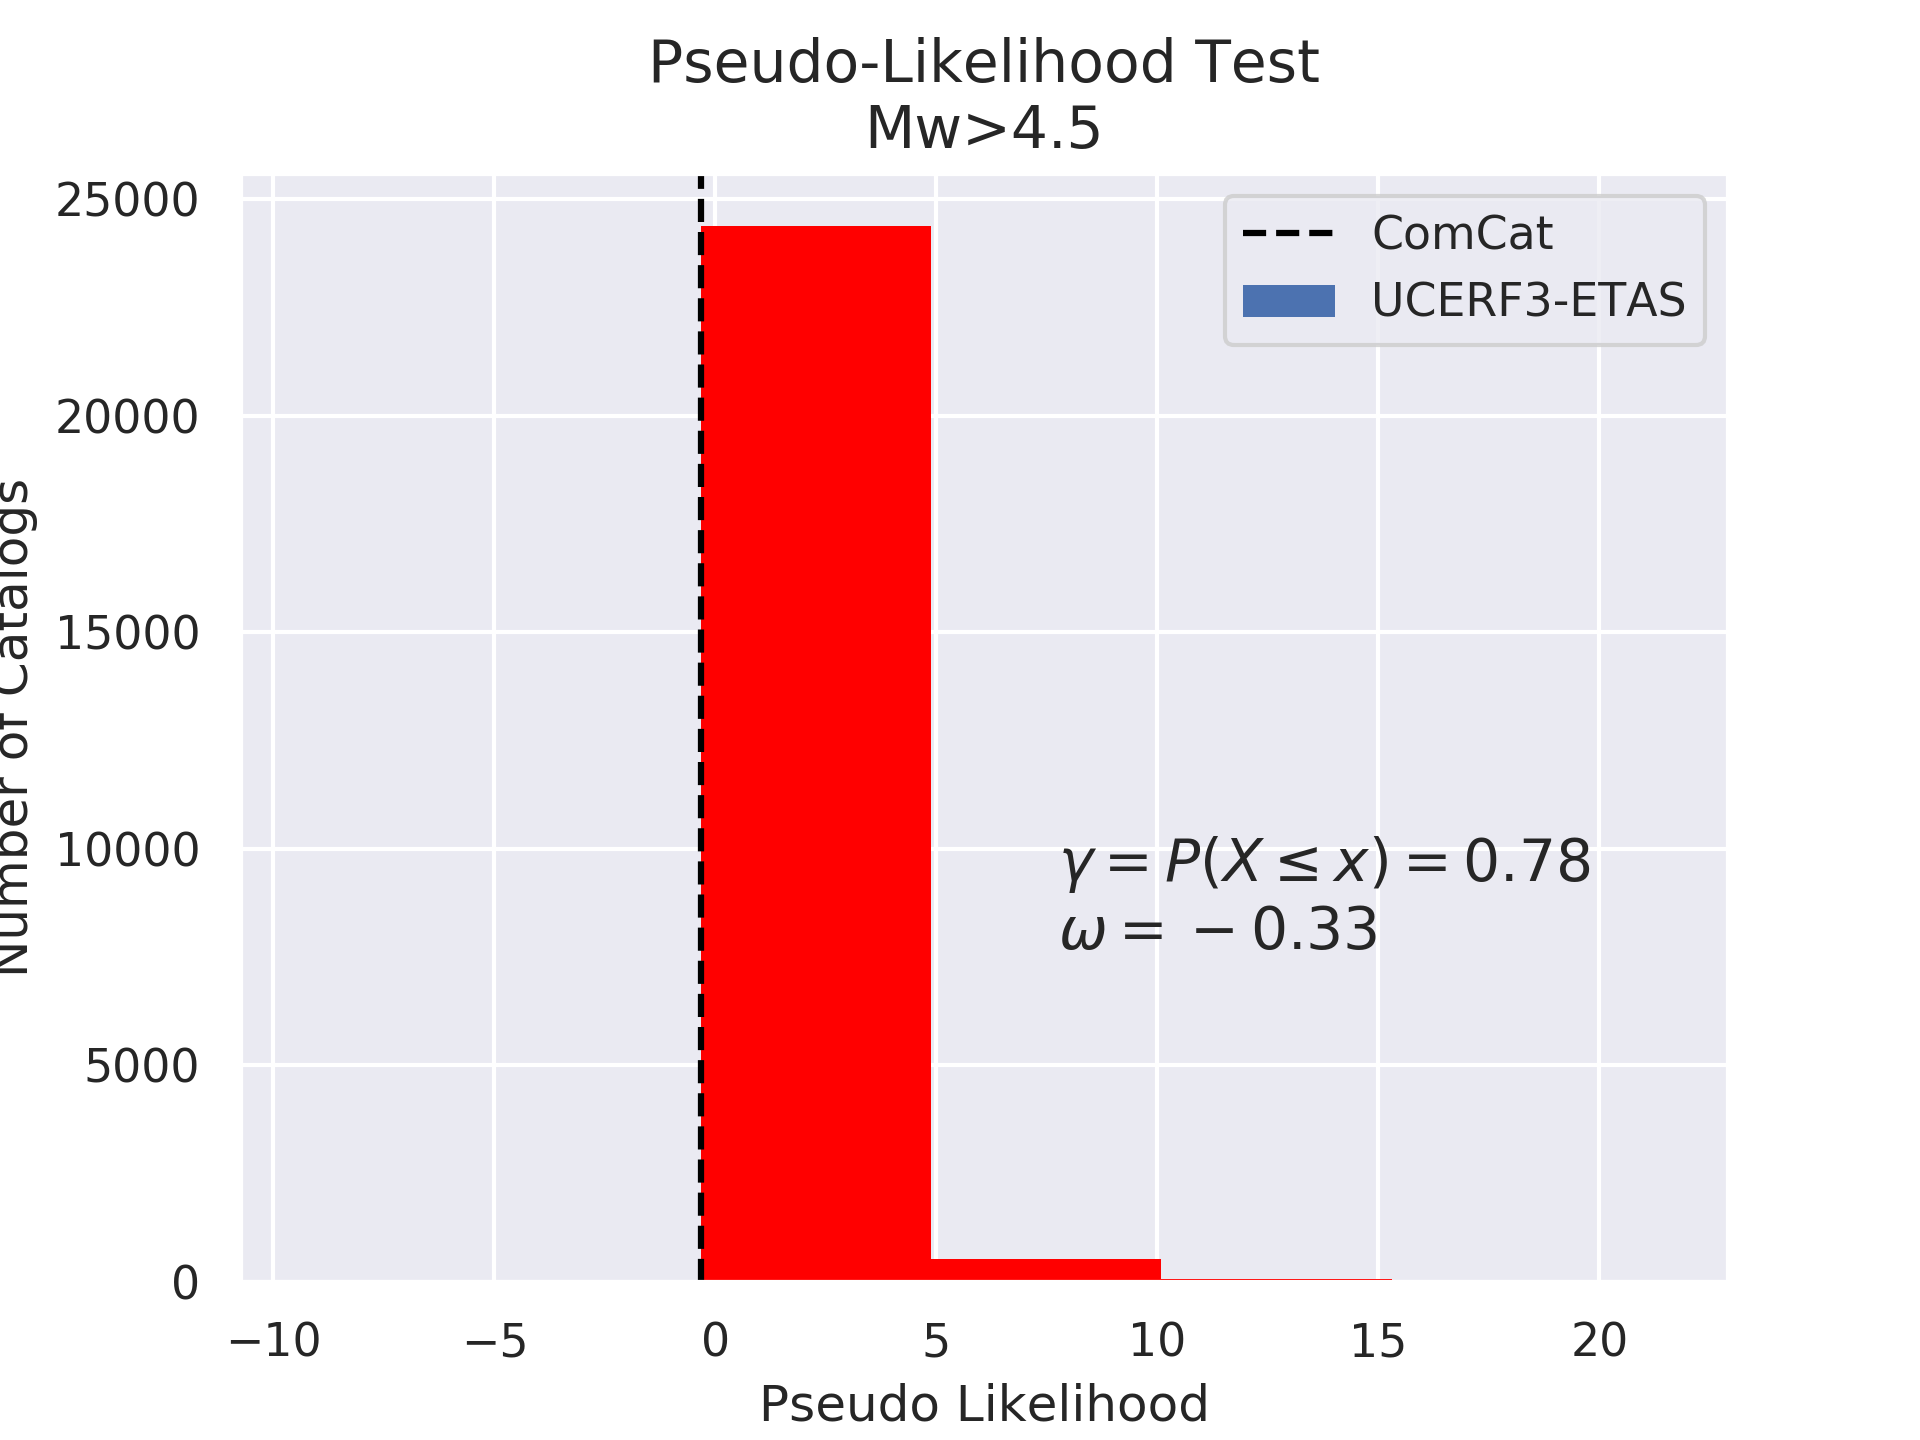 Pseudo-Likelihood Test
Mw>4.5
25000
20000
15000
10000
5000
0
Number of Catalogs
ComCat
UCERF3-ETAS
γ = P(X ≤ x) = 0.78
ω = − 0.33
−10 −5 0 5 10 15 20
Pseudo Likelihood